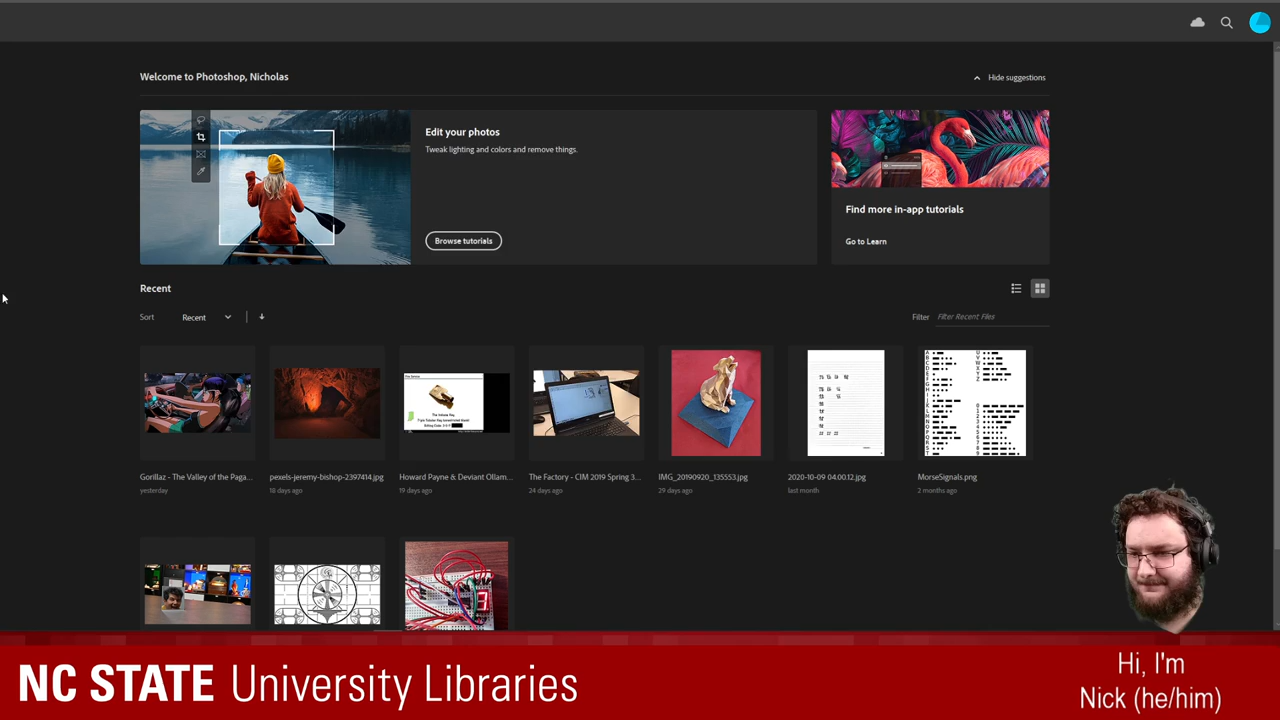 Welcome to Photoshop, Nicholas
Hide suggestions
Edit your photos
Tweak lighting and colors and remove things.
Browse tutorials
Find more in-app tutorials
Go to Learn
Recent
Sort Recent
Filter Filter Recent Files
Gorillaz - The Valley of the Paga...
yesterday
pexels-jeremy-bishop-2397414.jpg
18 days ago
Howard Payne & Deviant Ollam...
19 days ago
The Factory - CIM 2019 Spring 3...
24 days ago
IMG_20190920_135553.jpg
29 days ago
2020-10-09 04.00.12.jpg
last month
MorseSignals.png
2 months ago
NC STATE University Libraries
Hi, I'm
Nick (he/him)